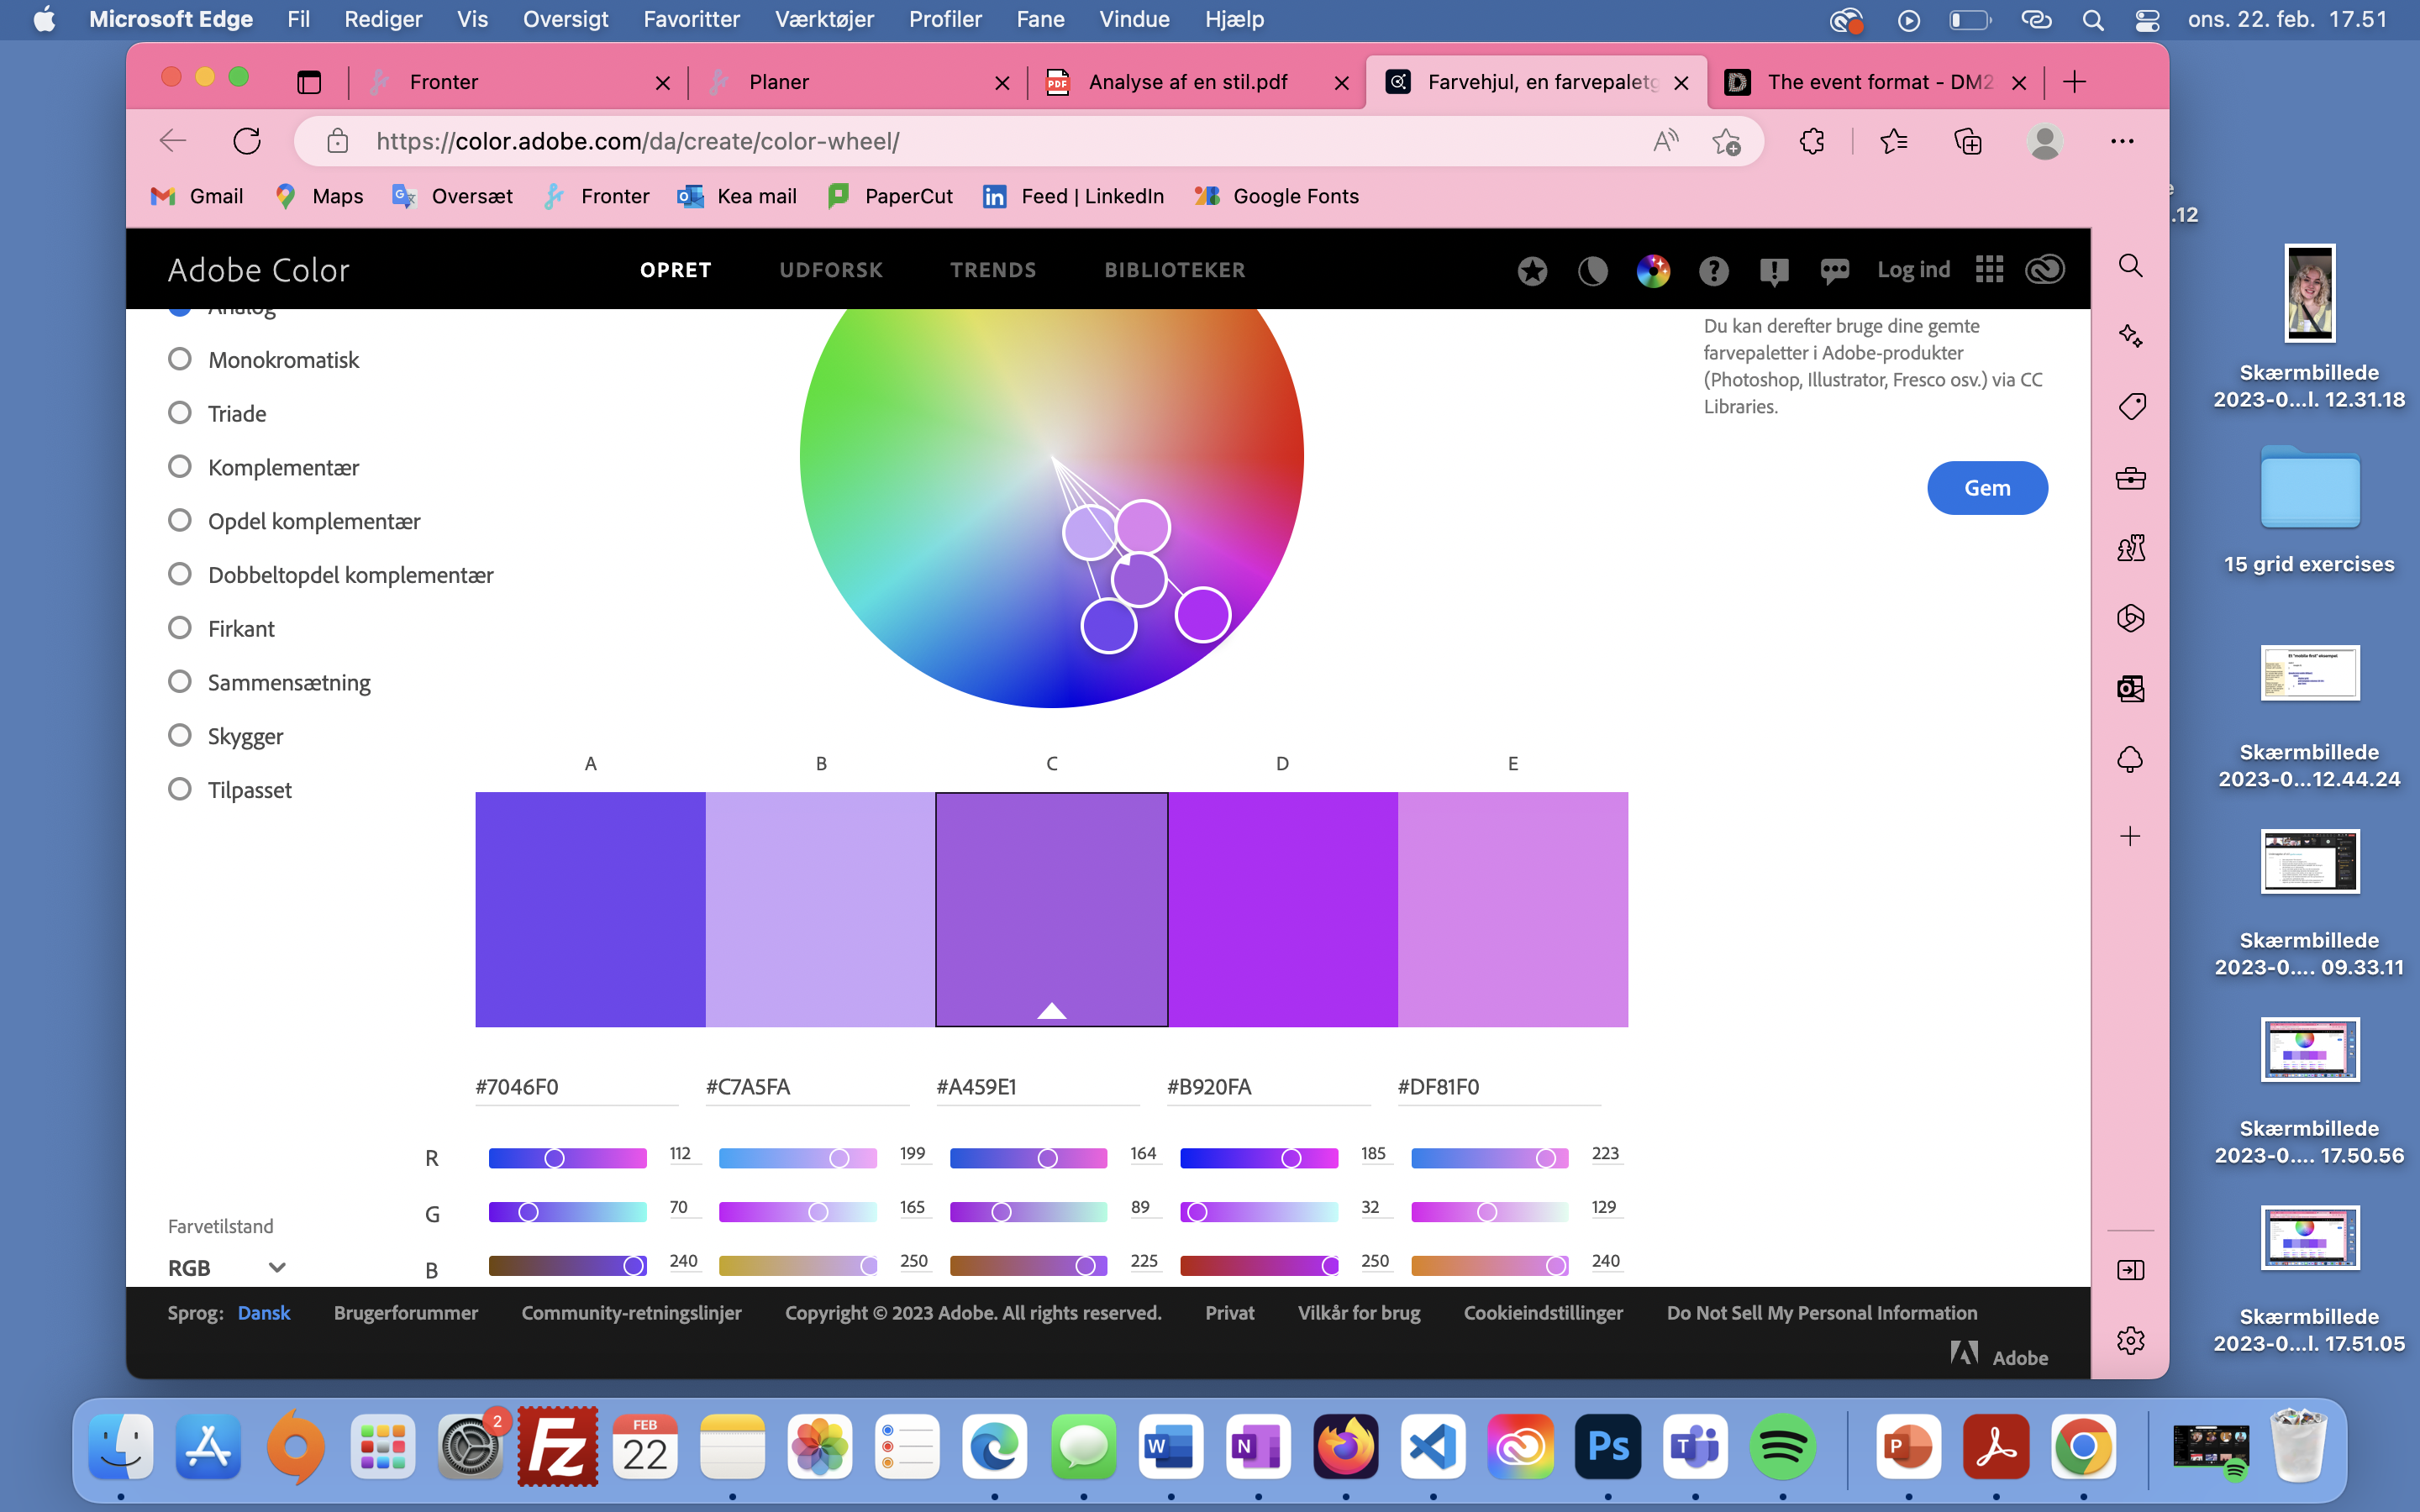 Microsoft Edge Fil Rediger Vis Oversigt Favoritter Værktøjer Profiler Fane Vindue Hjælp ons. 22. feb. 17.51
Fronter Planer Analyse af en stil.pdf Farvehjul, en farvepaletg The event format - DM2
https://color.adobe.com/da/create/color-wheel/
Gmail Maps Oversæt Fronter Kea mail PaperCut Feed | LinkedIn Google Fonts
.12
Adobe Color OPRET UDFORSK TRENDS BIBLIOTEKER Log ind
Analog
Monokromatisk
Triade
Komplementær
Opdel komplementær
Dobbeltopdel komplementær
Firkant
Sammensætning
Skygger
Tilpasset
Du kan derefter bruge dine gemte
farvepaletter i Adobe-produkter
(Photoshop, Illustrator, Fresco osv.) via CC
Libraries.
Gem
A B C D E
#7046F0 #C7A5FA #A459E1 #B920FA #DF81F0
R 112 199 164 185 223
G 70 165 89 32 129
B 240 250 225 250 240
Farvetilstand
RGB
Sprog: Dansk Brugerforummer Community-retningslinjer Copyright © 2023 Adobe. All rights reserved. Privat Vilkår for brug Cookieindstillinger Do Not Sell My Personal Information
Adobe
Skærmbillede
2023-0...l. 12.31.18
15 grid exercises
Skærmbillede
2023-0...12.44.24
Skærmbillede
2023-0.... 09.33.11
Skærmbillede
2023-0.... 17.50.56
Skærmbillede
2023-0...l. 17.51.05
2
FEB
22